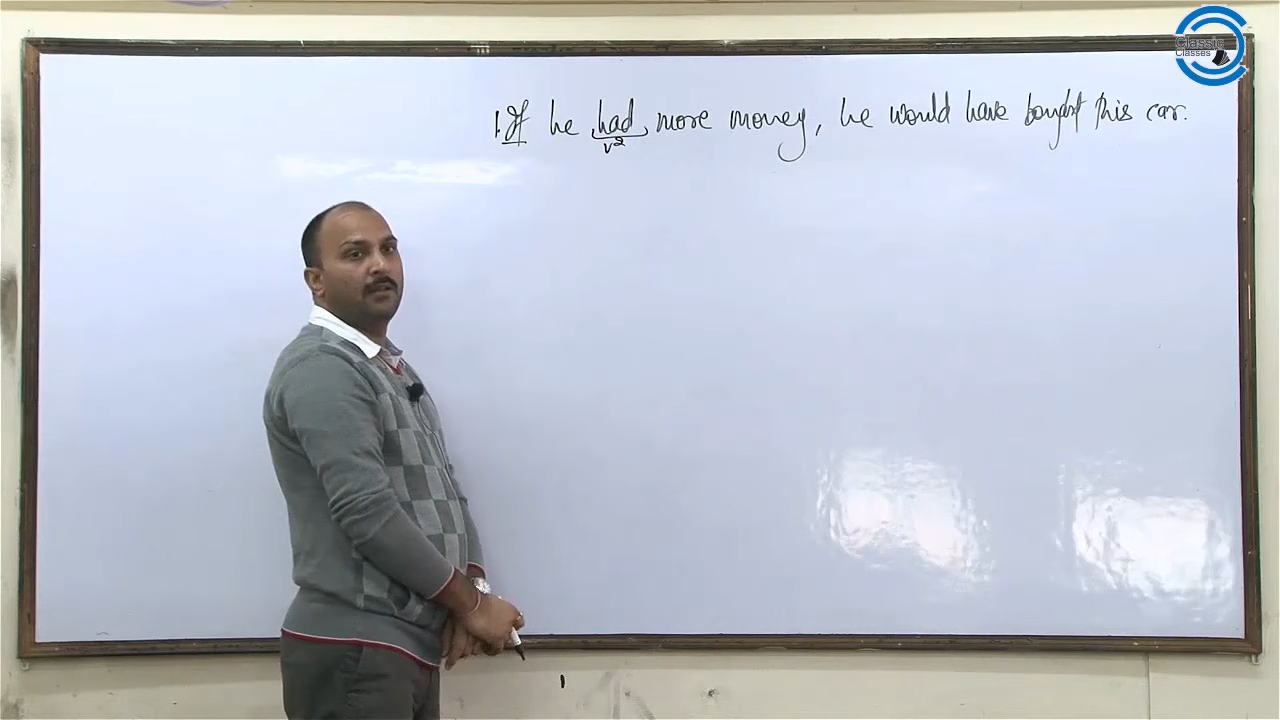 Classic
Classes
1. If he had more money, he would have bought this car.
v2